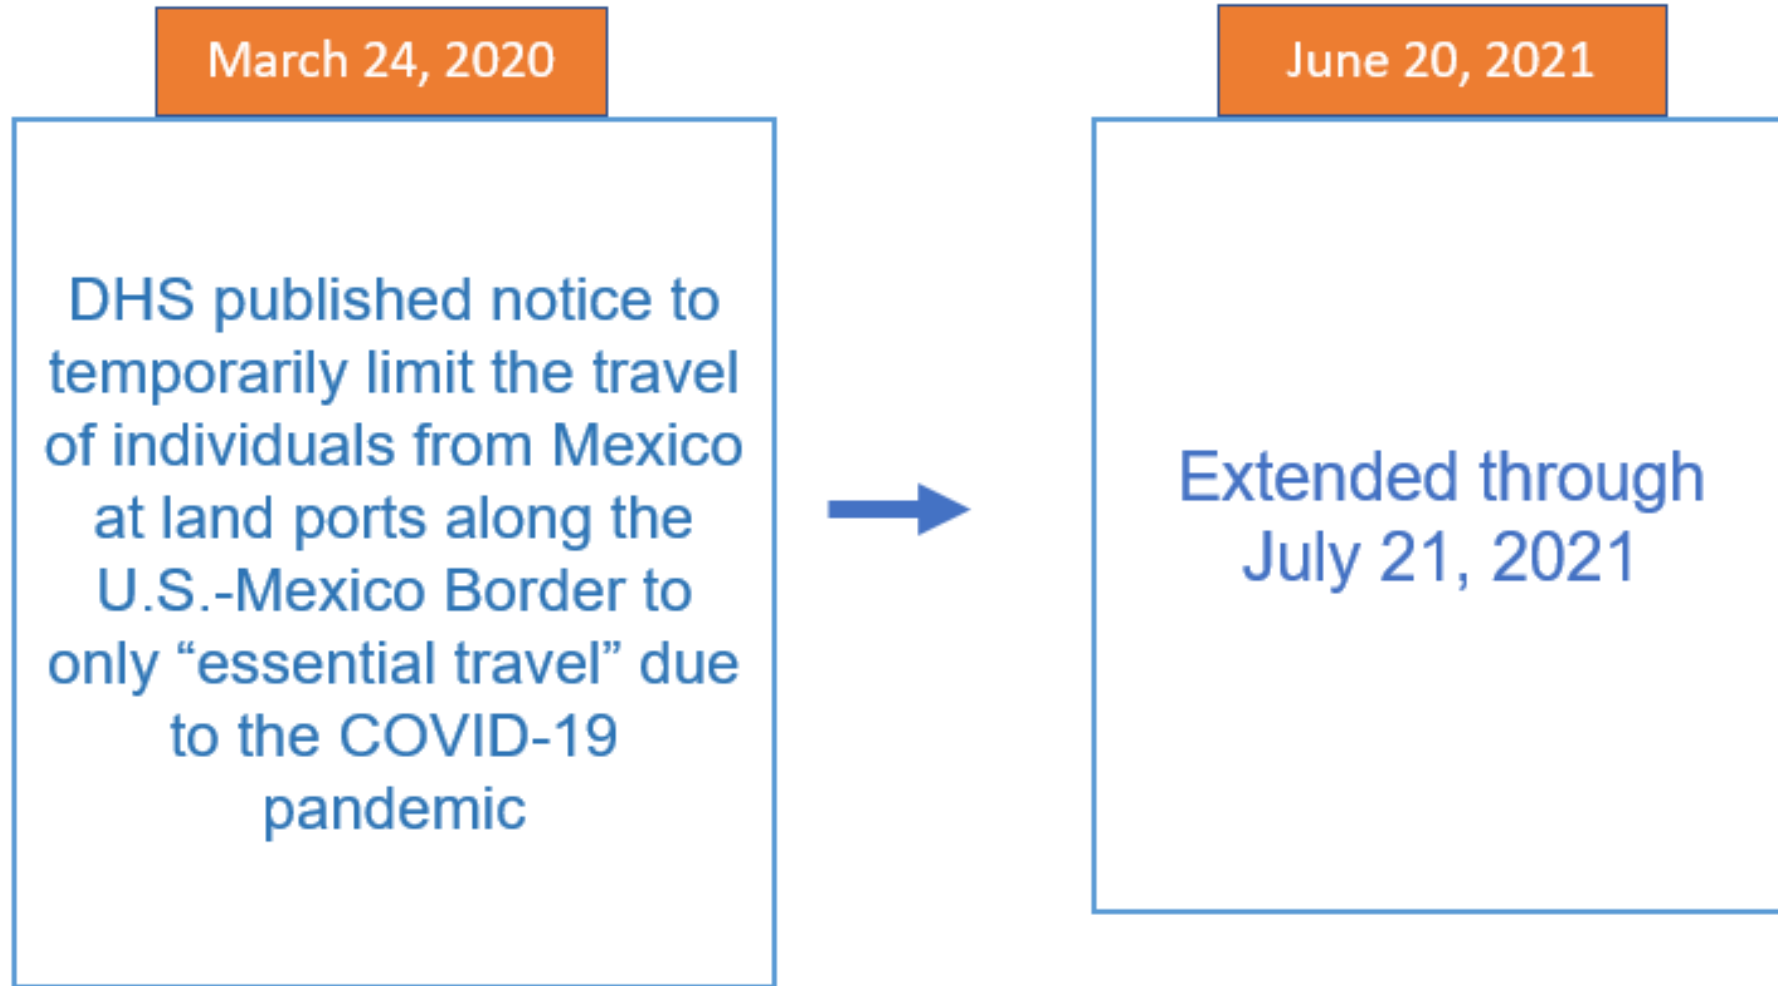 March 24, 2020
DHS published notice to
temporarily limit the travel
of individuals from Mexico
at land ports along the
U.S.-Mexico Border to
only “essential travel” due
to the COVID-19
pandemic
June 20, 2021
Extended through
July 21, 2021